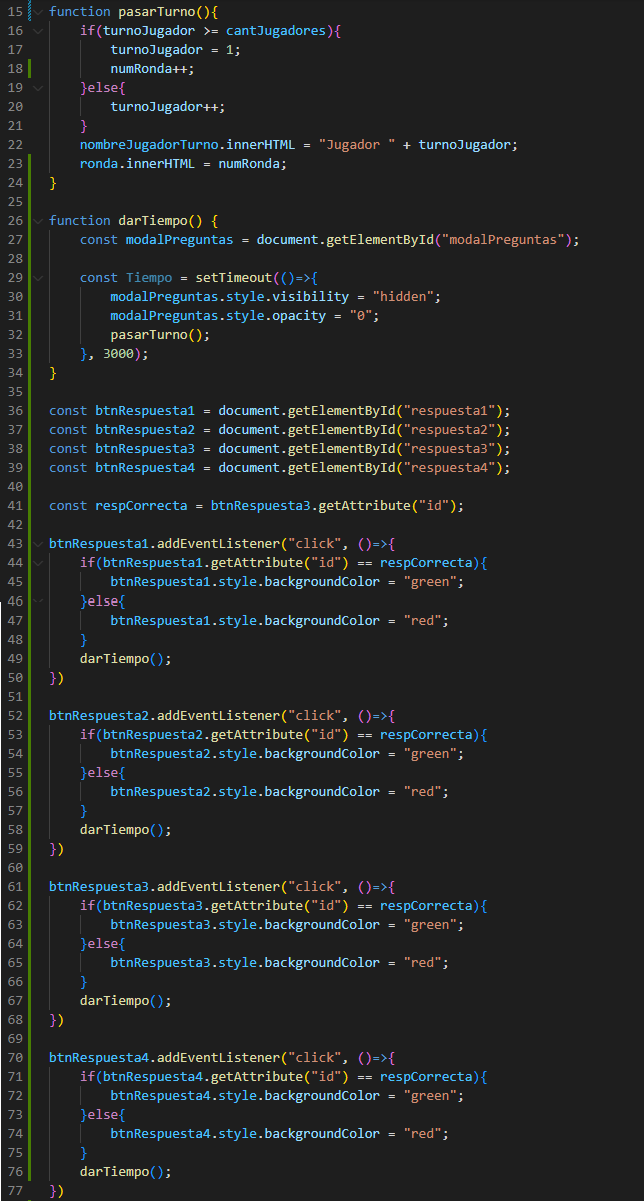 15 function pasarTurno(){
16     if(turnoJugador >= cantJugadores){
17         turnoJugador = 1;
18         numRonda++;
19     }else{
20         turnoJugador++;
21     }
22     nombreJugadorTurno.innerHTML = "Jugador " + turnoJugador;
23     ronda.innerHTML = numRonda;
24 }
25
26 function darTiempo() {
27     const modalPreguntas = document.getElementById("modalPreguntas");
28
29     const Tiempo = setTimeout(()=>{
30         modalPreguntas.style.visibility = "hidden";
31         modalPreguntas.style.opacity = "0";
32         pasarTurno();
33     }, 3000);
34 }
35
36 const btnRespuesta1 = document.getElementById("respuesta1");
37 const btnRespuesta2 = document.getElementById("respuesta2");
38 const btnRespuesta3 = document.getElementById("respuesta3");
39 const btnRespuesta4 = document.getElementById("respuesta4");
40
41 const respCorrecta = btnRespuesta3.getAttribute("id");
42
43 btnRespuesta1.addEventListener("click", ()=>{
44     if(btnRespuesta1.getAttribute("id") == respCorrecta){
45         btnRespuesta1.style.backgroundColor = "green";
46     }else{
47         btnRespuesta1.style.backgroundColor = "red";
48     }
49     darTiempo();
50 })
51
52 btnRespuesta2.addEventListener("click", ()=>{
53     if(btnRespuesta2.getAttribute("id") == respCorrecta){
54         btnRespuesta2.style.backgroundColor = "green";
55     }else{
56         btnRespuesta2.style.backgroundColor = "red";
57     }
58     darTiempo();
59 })
60
61 btnRespuesta3.addEventListener("click", ()=>{
62     if(btnRespuesta3.getAttribute("id") == respCorrecta){
63         btnRespuesta3.style.backgroundColor = "green";
64     }else{
65         btnRespuesta3.style.backgroundColor = "red";
66     }
67     darTiempo();
68 })
69
70 btnRespuesta4.addEventListener("click", ()=>{
71     if(btnRespuesta4.getAttribute("id") == respCorrecta){
72         btnRespuesta4.style.backgroundColor = "green";
73     }else{
74         btnRespuesta4.style.backgroundColor = "red";
75     }
76     darTiempo();
77 })